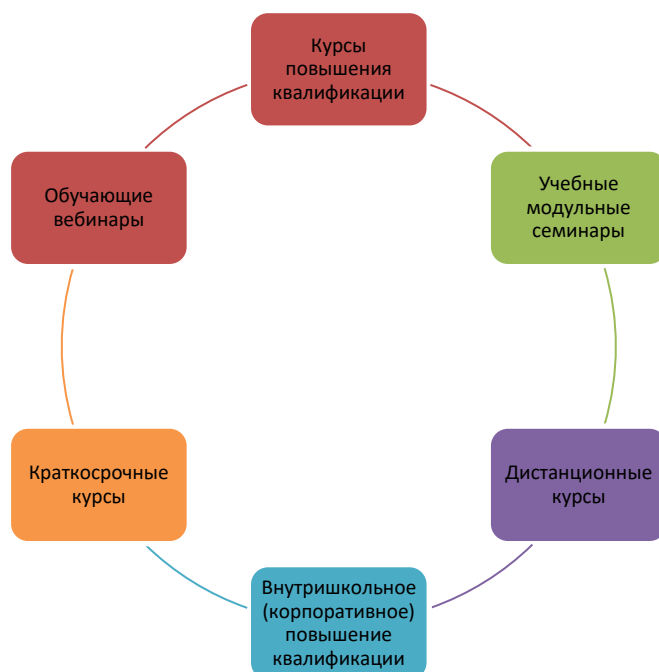 Курсы
повышения
квалификации
Учебные
модульные
семинары
Дистанционные
курсы
Внутришкольное
(корпоративное)
повышение
квалификации
Краткосрочные
курсы
Обучающие
вебинары